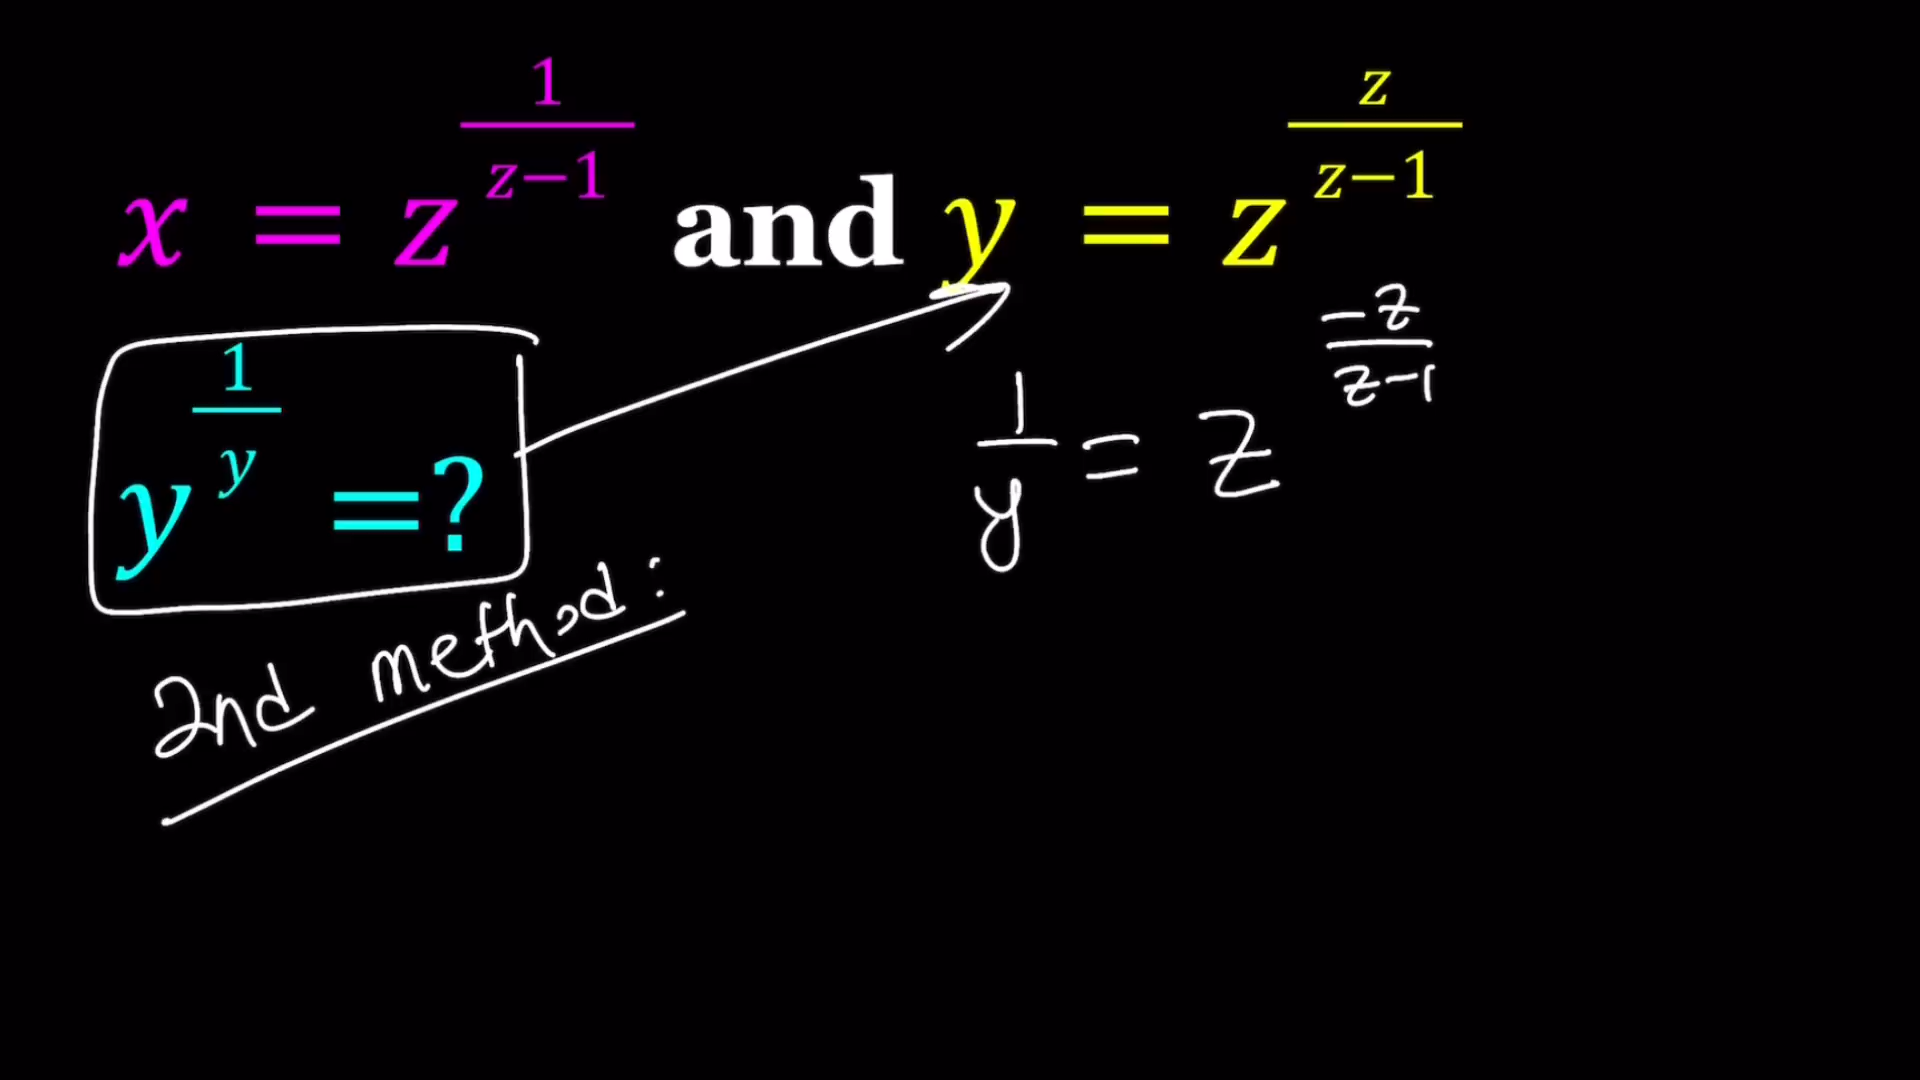 x = z^(1/(z−1)) and y = z^(z/(z−1))
y^(1/y) =?
1/y = z^(−z/(z−1))
2nd method: